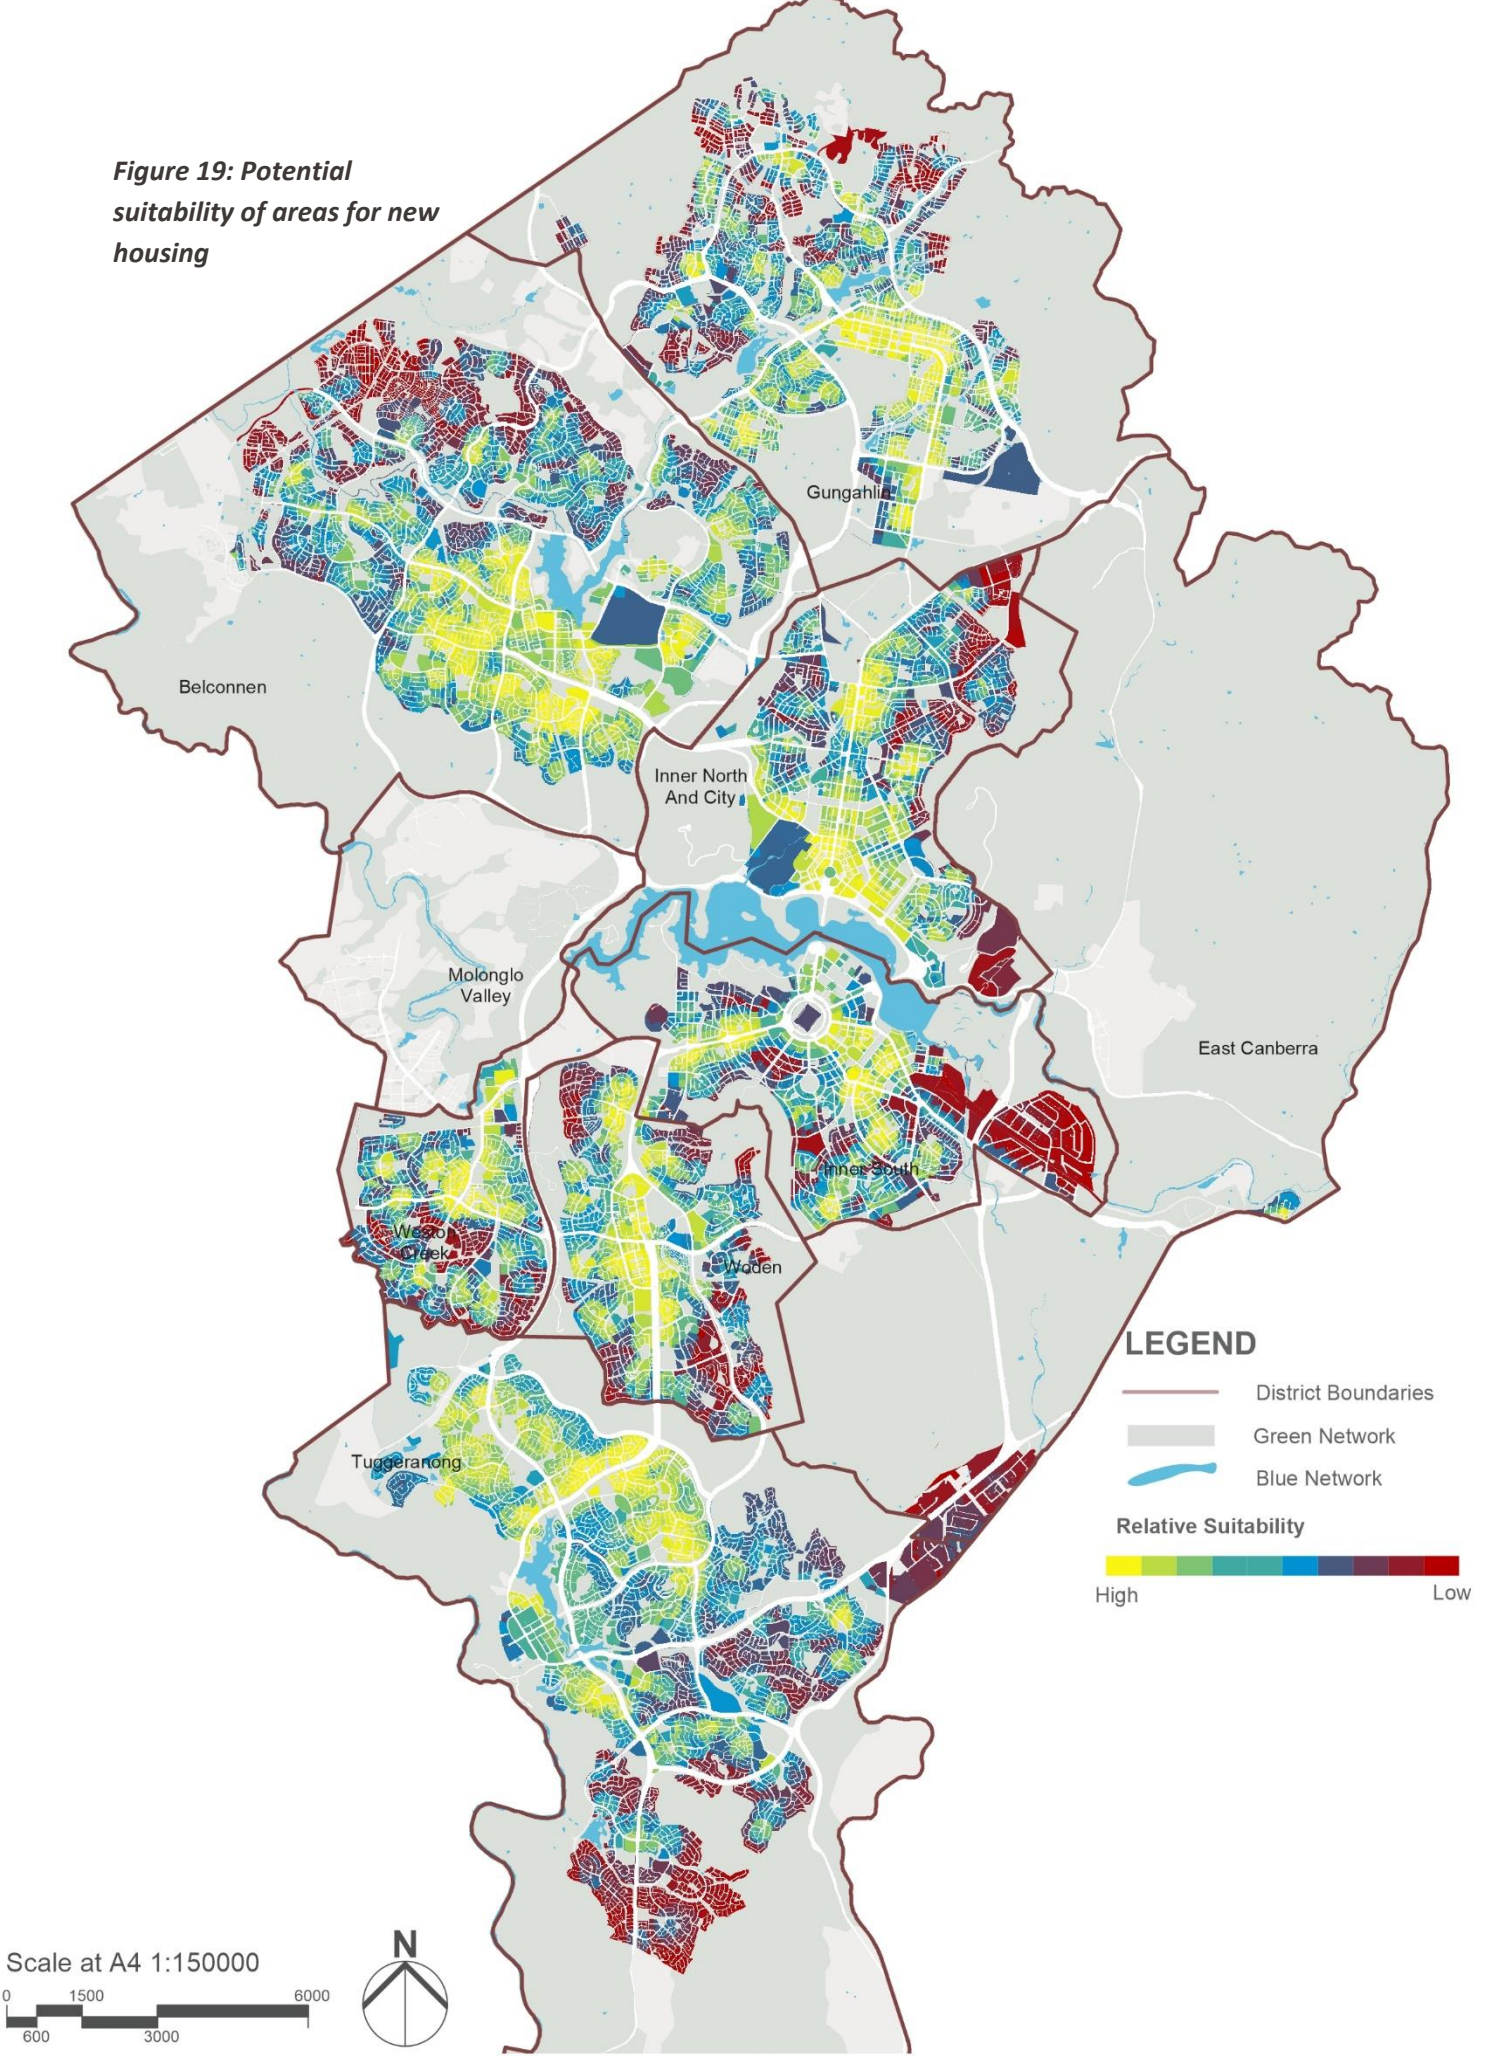 Figure 19: Potential
suitability of areas for new
housing
Gungahlin
Belconnen
Inner North
And City
Molonglo
Valley
East Canberra
Inner South
Weston
Creek
Woden
Tuggeranong
LEGEND
District Boundaries
Green Network
Blue Network
Relative Suitability
High
Low
Scale at A4 1:150000
0 1500 6000
600 3000
N